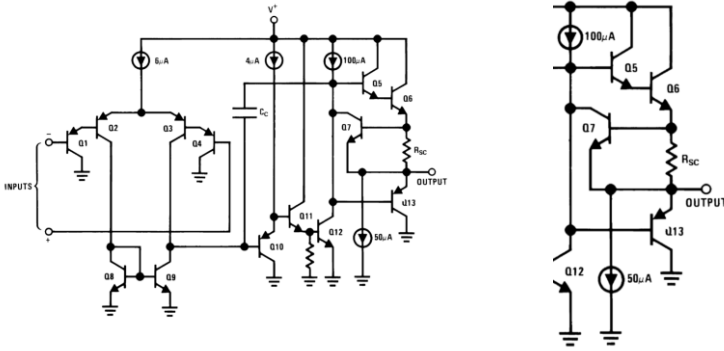 V+
6μA
4μA
100μA
Q5
Q6
CC
Q2
Q3
Q7
Q1
Q4
RSC
−
INPUTS
OUTPUT
Q11
Q13
+
Q10
Q12
50μA
Q8
Q9
100μA
Q5
Q6
Q7
RSC
OUTPUT
Q13
Q12
50μA